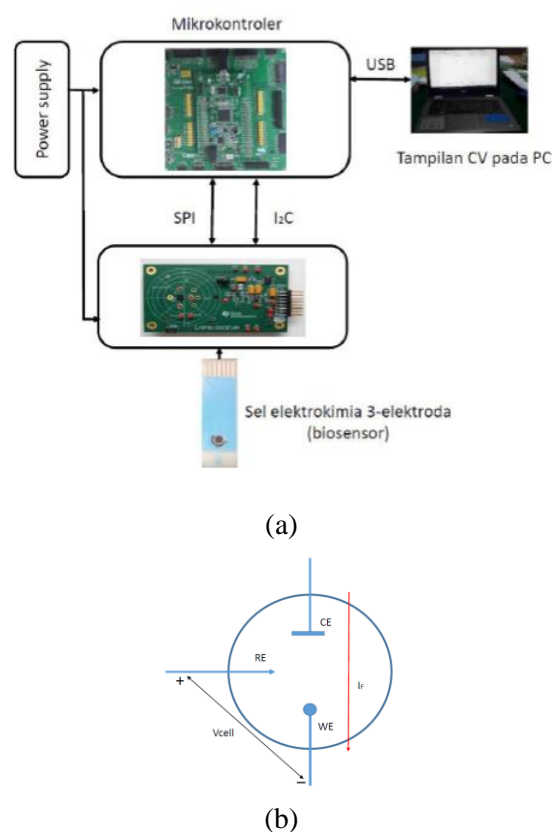 Mikrokontroler
Power supply
USB
Tampilan CV pada PC
SPI
I2C
Sel elektrokimia 3-elektroda
(biosensor)
(a)
CE
RE
IF
+
WE
Vcell
−
(b)